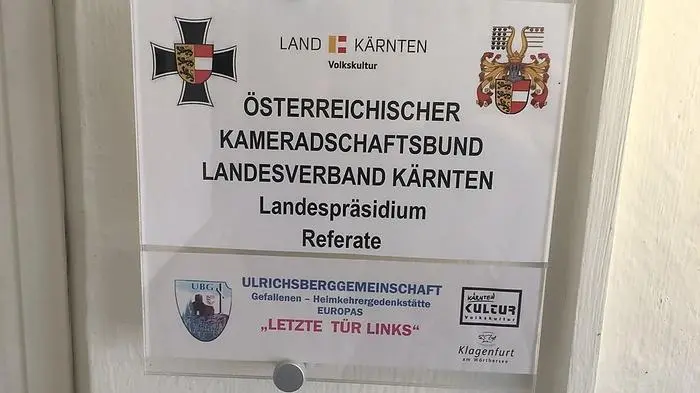 LAND KÄRNTEN
Volkskultur
ÖSTERREICHISCHER
KAMERADSCHAFTSBUND
LANDESVERBAND KÄRNTEN
Landespräsidium
Referate
UBG
ULRICHSBERGGEMEINSCHAFT
Gefallenen – Heimkehrergedenkstätte
EUROPAS
„LETZTE TÜR LINKS“
KÄRNTEN
KULTUR
Volkskultur
Klagenfurt
am Wörthersee